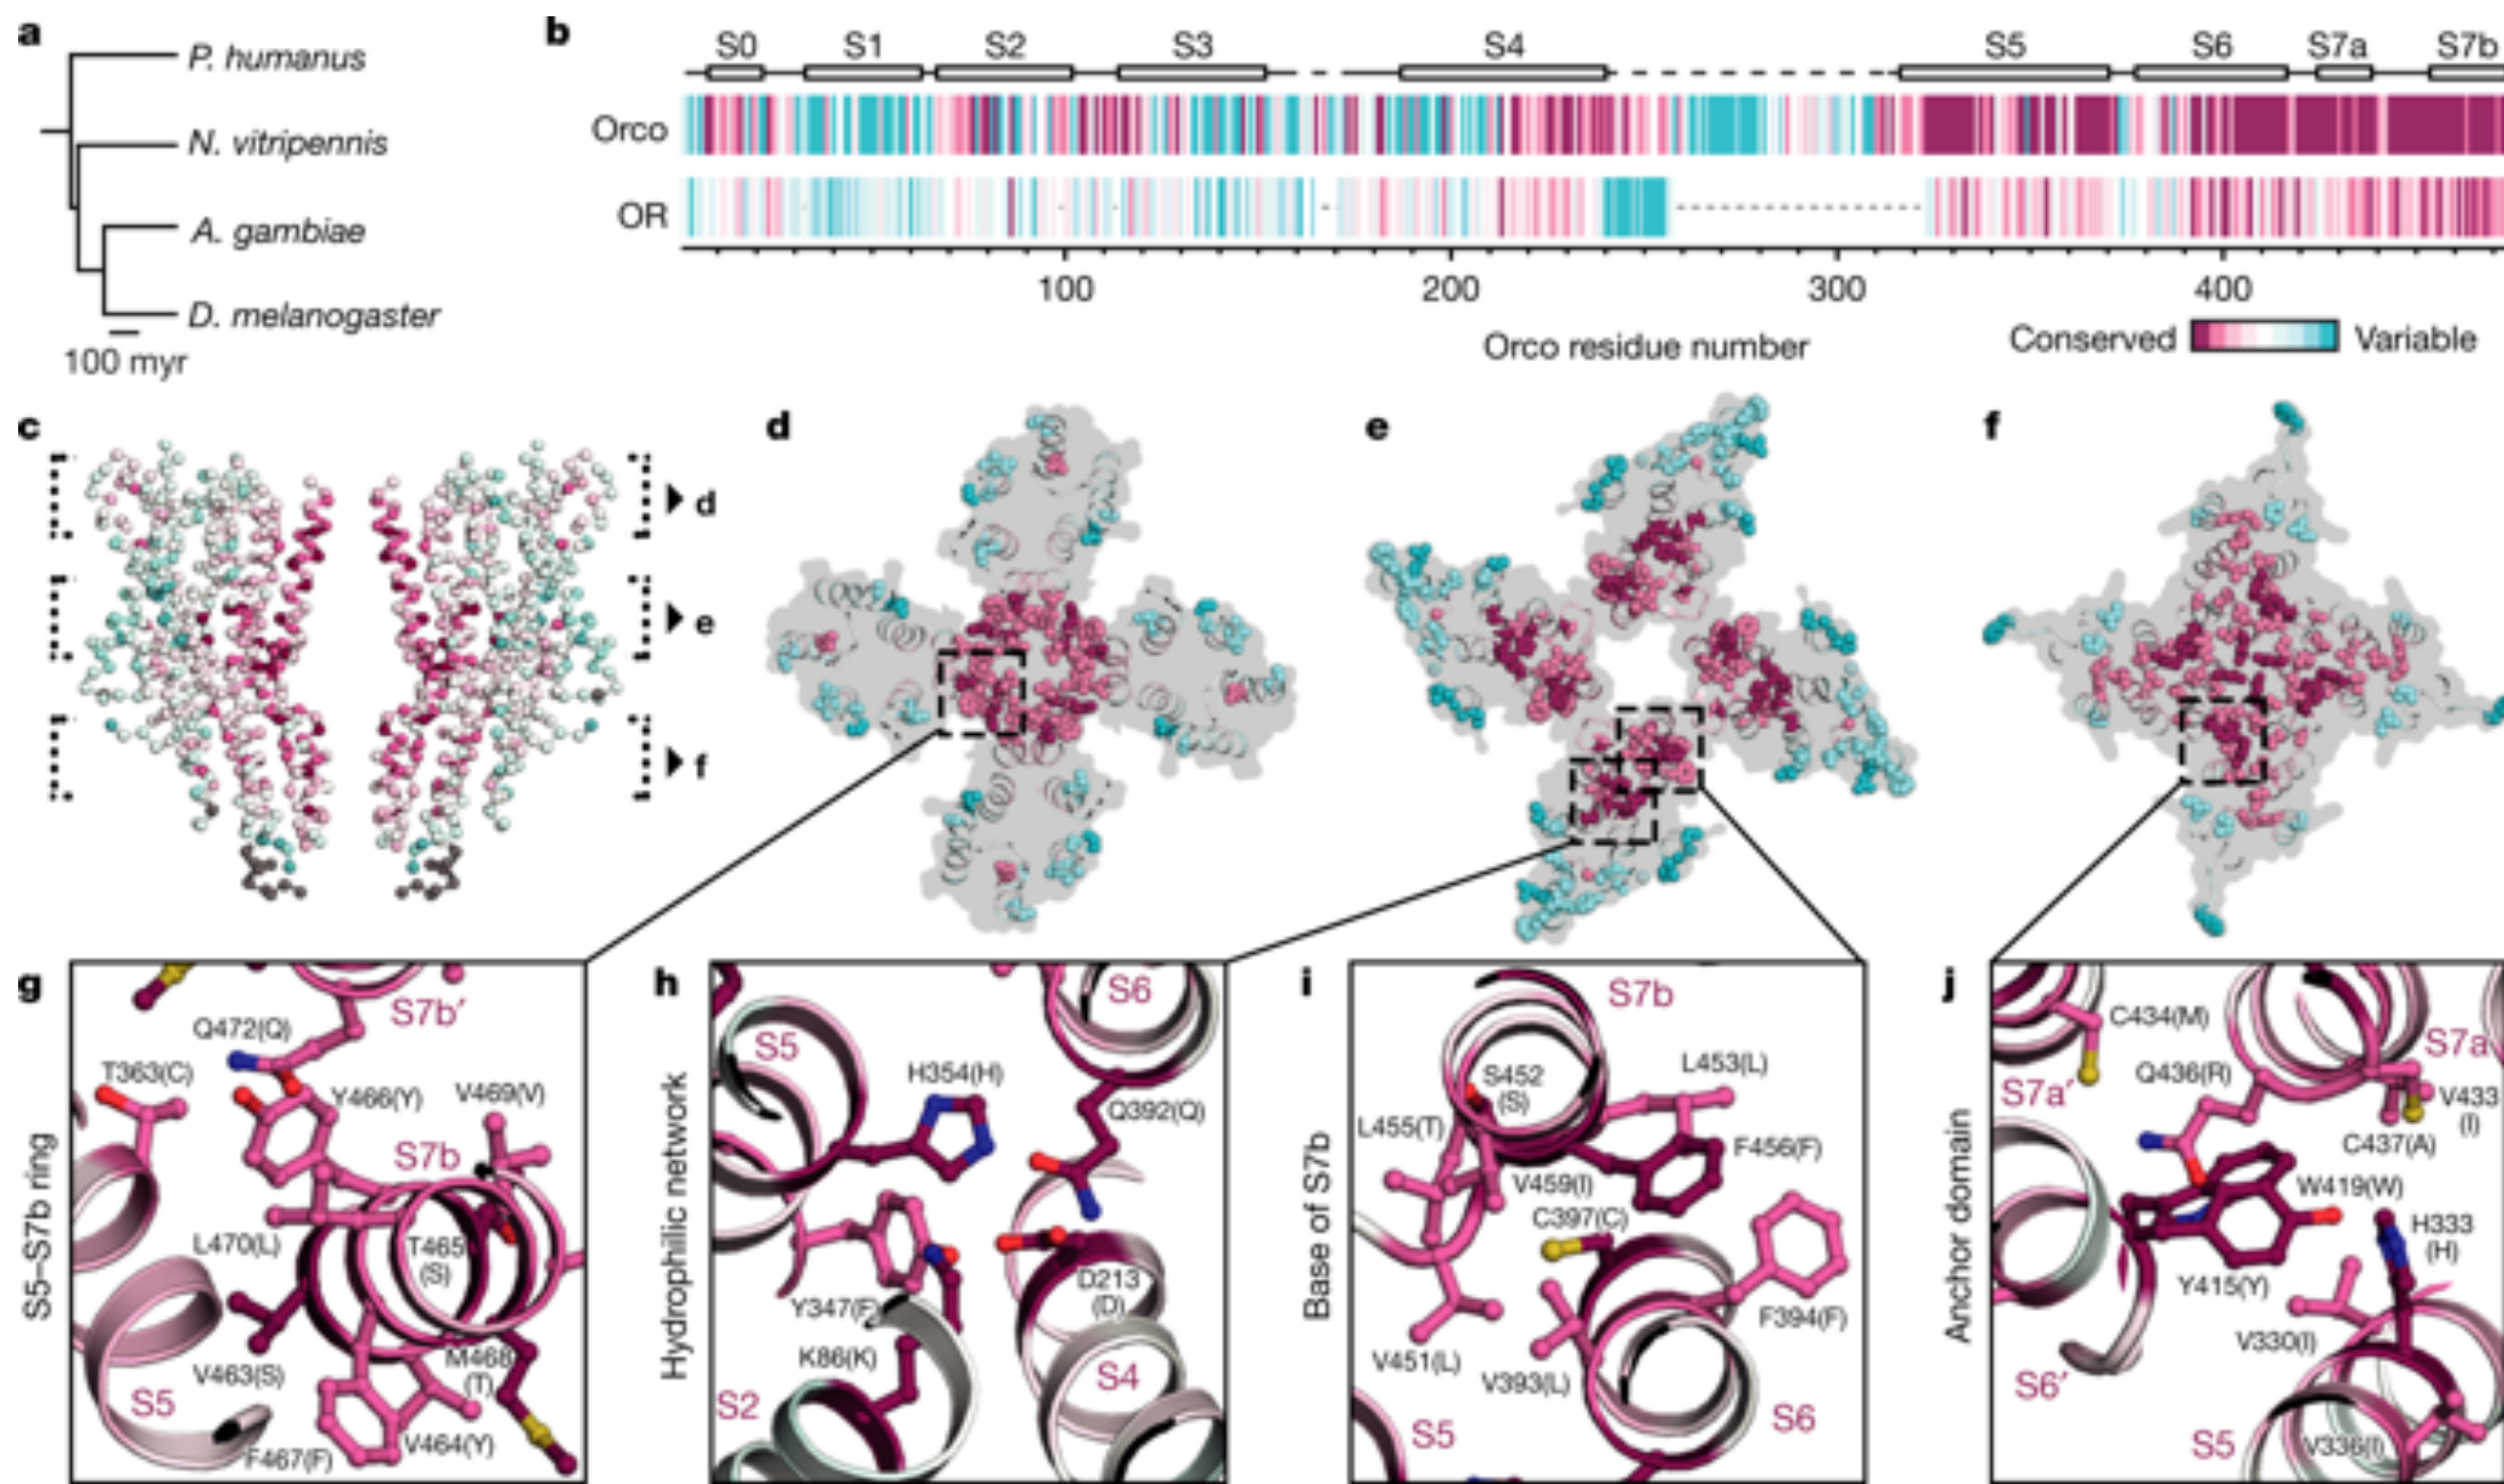 a
P. humanus
N. vitripennis
A. gambiae
D. melanogaster
100 myr
b
S0 S1 S2 S3 S4 S5 S6 S7a S7b
Orco
OR
100 200 300 400
Orco residue number
Conserved Variable
c
d
e
f
d
e
f
g
S5–S7b ring
S7b′
Q472(Q)
T363(C)
Y466(Y)
V469(V)
S7b
L470(L)
T465
(S)
V463(S)
M468
(T)
S5
V464(Y)
F467(F)
h
Hydrophilic network
S6
S5
H354(H)
Q392(Q)
D213
(D)
Y347(F)
K86(K)
S4
S2
i
Base of S7b
S7b
S452
(S)
L453(L)
L455(T)
F456(F)
V459(I)
C397(C)
F394(F)
V451(L)
V393(L)
S5
S6
j
Anchor domain
C434(M)
S7a
Q436(R)
S7a′
V433
(I)
C437(A)
W419(W)
H333
(H)
Y415(Y)
V330(I)
S6′
S5
V336(I)